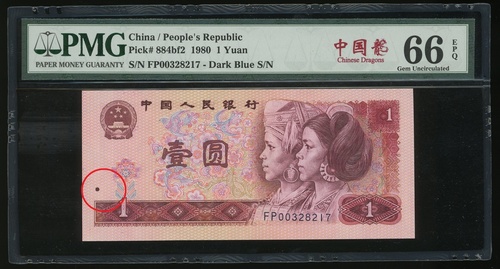 PMG
PAPER MONEY GUARANTY
China / People's Republic
Pick# 884bf2 1980 1 Yuan
S/N FP00328217 - Dark Blue S/N
中国龍
Chinese Dragons
66 EPQ
Gem Uncirculated
中国人民银行
1
壹圆
FP00328217
1
1